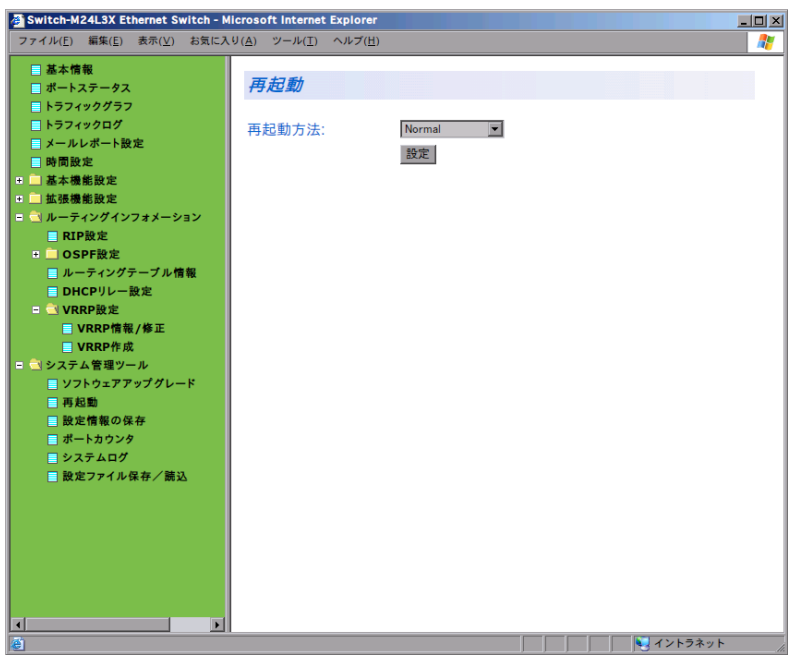 Switch-M24L3X Ethernet Switch - Microsoft Internet Explorer
ファイル(F) 編集(E) 表示(V) お気に入り(A) ツール(T) ヘルプ(H)
基本情報
ポートステータス
トラフィックグラフ
トラフィックログ
メールレポート設定
時間設定
基本機能設定
拡張機能設定
ルーティングインフォメーション
RIP設定
OSPF設定
ルーティングテーブル情報
DHCPリレー設定
VRRP設定
VRRP情報/修正
VRRP作成
システム管理ツール
ソフトウェアアップグレード
再起動
設定情報の保存
ポートカウンタ
システムログ
設定ファイル保存／読込
再起動
再起動方法: Normal
設定
イントラネット